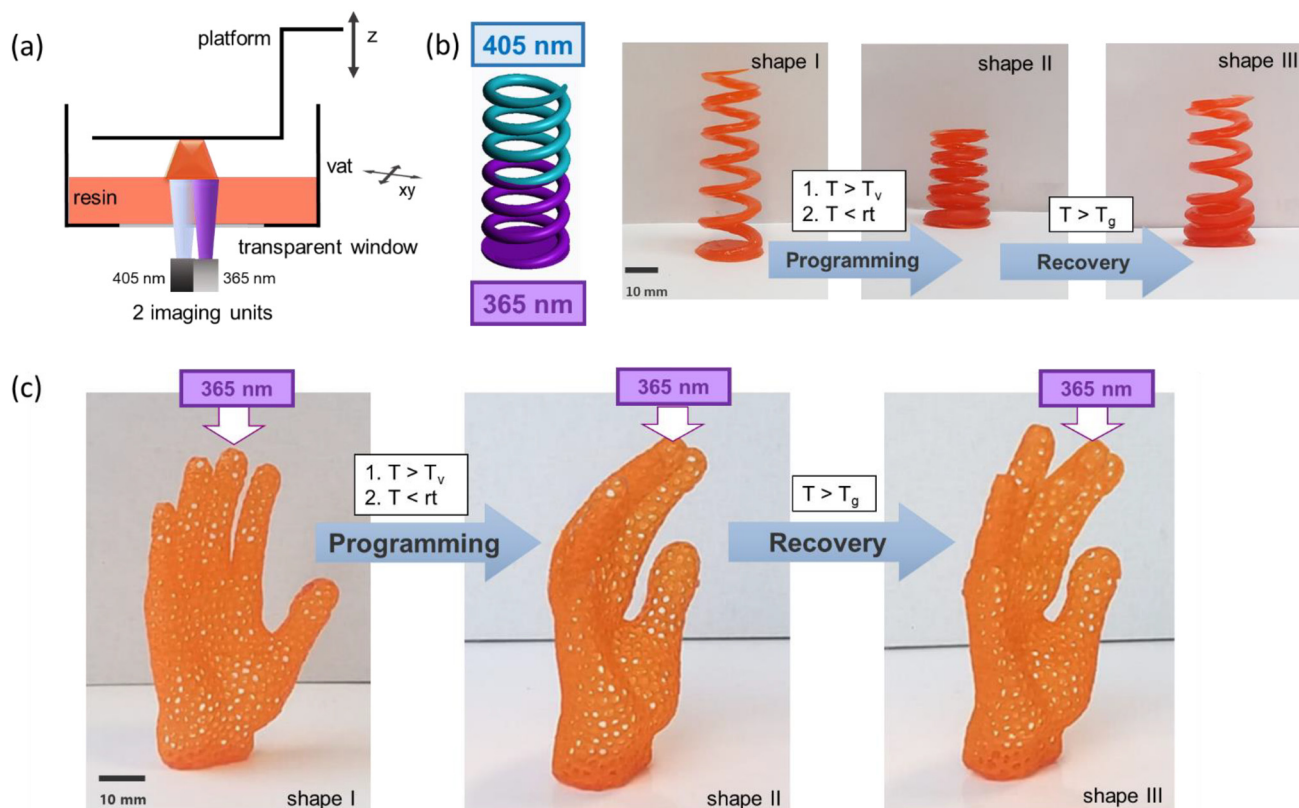 (a)
platform
z
vat
xy
resin
transparent window
405 nm
365 nm
2 imaging units
(b)
405 nm
365 nm
shape I
10 mm
1. T > Tᵥ
2. T < rt
Programming
shape II
T > T₉
Recovery
shape III
(c)
365 nm
10 mm
shape I
1. T > Tᵥ
2. T < rt
Programming
365 nm
shape II
T > T₉
Recovery
365 nm
shape III